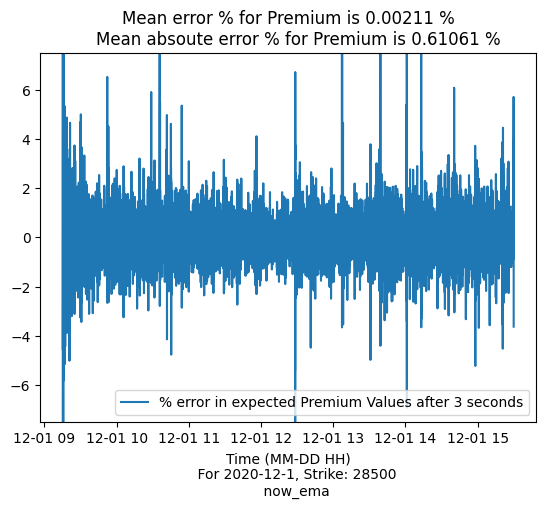 Mean error % for Premium is 0.00211 %
Mean absoute error % for Premium is 0.61061 %
6
4
2
0
−2
−4
−6
% error in expected Premium Values after 3 seconds
12-01 09 12-01 10 12-01 11 12-01 12 12-01 13 12-01 14 12-01 15
Time (MM-DD HH)
For 2020-12-1, Strike: 28500
now_ema